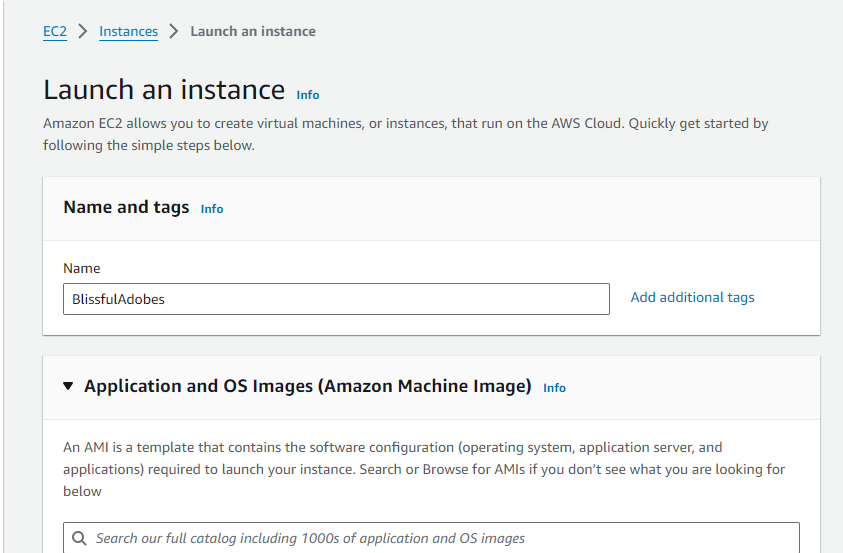 EC2 > Instances > Launch an instance
Launch an instance Info
Amazon EC2 allows you to create virtual machines, or instances, that run on the AWS Cloud. Quickly get started by
following the simple steps below.
Name and tags Info
Name
BlissfulAdobes
Add additional tags
Application and OS Images (Amazon Machine Image) Info
An AMI is a template that contains the software configuration (operating system, application server, and
applications) required to launch your instance. Search or Browse for AMIs if you don’t see what you are looking for
below
Search our full catalog including 1000s of application and OS images